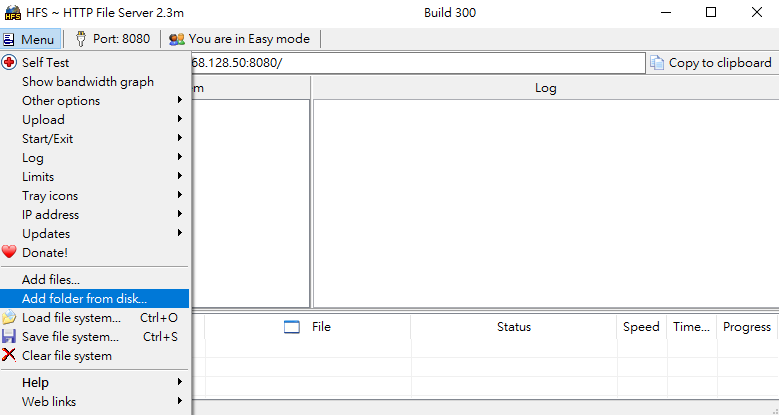 HFS ~ HTTP File Server 2.3m Build 300
Menu Port: 8080 You are in Easy mode
Self Test
68.128.50:8080/ Copy to clipboard
Show bandwidth graph
Log
Other options
Upload
Start/Exit
Log
Limits
Tray icons
IP address
Updates
Donate!
Add files...
Add folder from disk...
Load file system... Ctrl+O
Save file system... Ctrl+S
Clear file system
Help
Web links
File Status Speed Time... Progress